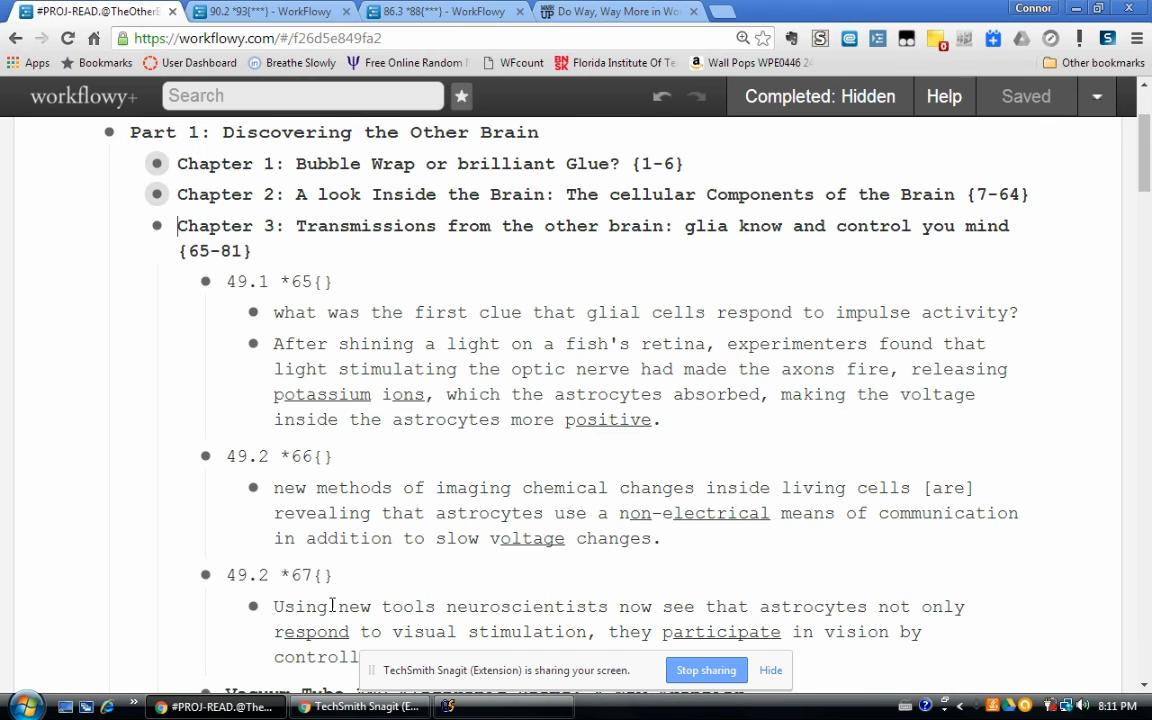 #PROJ-READ.@TheOtherE
90.2 *93{***} - WorkFlowy
86.3 *88{***} - WorkFlowy
Do Way, Way More in Wo
Connor
https://workflowy.com/#/f26d5e849fa2
Apps
Bookmarks
User Dashboard
Breathe Slowly
Free Online Random
WFcount
Florida Institute Of Te
Wall Pops WPE0446 24
Other bookmarks
workflowy+
Search
Completed: Hidden
Help
Saved
Part 1: Discovering the Other Brain
Chapter 1: Bubble Wrap or brilliant Glue? {1-6}
Chapter 2: A look Inside the Brain: The cellular Components of the Brain {7-64}
Chapter 3: Transmissions from the other brain: glia know and control you mind
{65-81}
49.1 *65{}
what was the first clue that glial cells respond to impulse activity?
After shining a light on a fish's retina, experimenters found that
light stimulating the optic nerve had made the axons fire, releasing
potassium ions, which the astrocytes absorbed, making the voltage
inside the astrocytes more positive.
49.2 *66{}
new methods of imaging chemical changes inside living cells [are]
revealing that astrocytes use a non-electrical means of communication
in addition to slow voltage changes.
49.2 *67{}
Using new tools neuroscientists now see that astrocytes not only
respond to visual stimulation, they participate in vision by
controll
TechSmith Snagit (Extension) is sharing your screen.
Stop sharing
Hide
#PROJ-READ.@The...
TechSmith Snagit (E...
8:11 PM